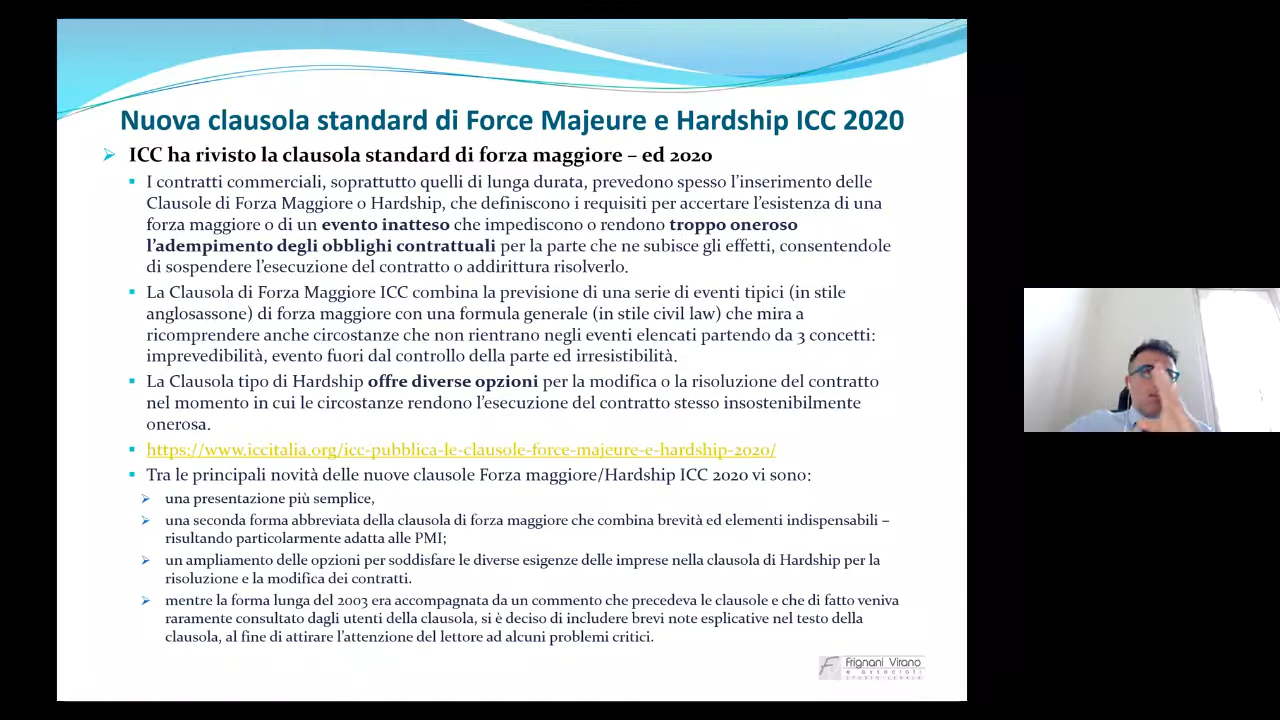 Nuova clausola standard di Force Majeure e Hardship ICC 2020
ICC ha rivisto la clausola standard di forza maggiore – ed 2020
I contratti commerciali, soprattutto quelli di lunga durata, prevedono spesso l'inserimento delle
Clausole di Forza Maggiore o Hardship, che definiscono i requisiti per accertare l'esistenza di una
forza maggiore o di un evento inatteso che impediscono o rendono troppo oneroso
l'adempimento degli obblighi contrattuali per la parte che ne subisce gli effetti, consentendole
di sospendere l'esecuzione del contratto o addirittura risolverlo.
La Clausola di Forza Maggiore ICC combina la previsione di una serie di eventi tipici (in stile
anglosassone) di forza maggiore con una formula generale (in stile civil law) che mira a
ricomprendere anche circostanze che non rientrano negli eventi elencati partendo da 3 concetti:
imprevedibilità, evento fuori dal controllo della parte ed irresistibilità.
La Clausola tipo di Hardship offre diverse opzioni per la modifica o la risoluzione del contratto
nel momento in cui le circostanze rendono l'esecuzione del contratto stesso insostenibilmente
onerosa.
https://www.iccitalia.org/icc-pubblica-le-clausole-force-majeure-e-hardship-2020/
Tra le principali novità delle nuove clausole Forza maggiore/Hardship ICC 2020 vi sono:
una presentazione più semplice,
una seconda forma abbreviata della clausola di forza maggiore che combina brevità ed elementi indispensabili –
risultando particolarmente adatta alle PMI;
un ampliamento delle opzioni per soddisfare le diverse esigenze delle imprese nella clausola di Hardship per la
risoluzione e la modifica dei contratti.
mentre la forma lunga del 2003 era accompagnata da un commento che precedeva le clausole e che di fatto veniva
raramente consultato dagli utenti della clausola, si è deciso di includere brevi note esplicative nel testo della
clausola, al fine di attirare l'attenzione del lettore ad alcuni problemi critici.
Frignani Virano
e associati
STUDIO LEGALE